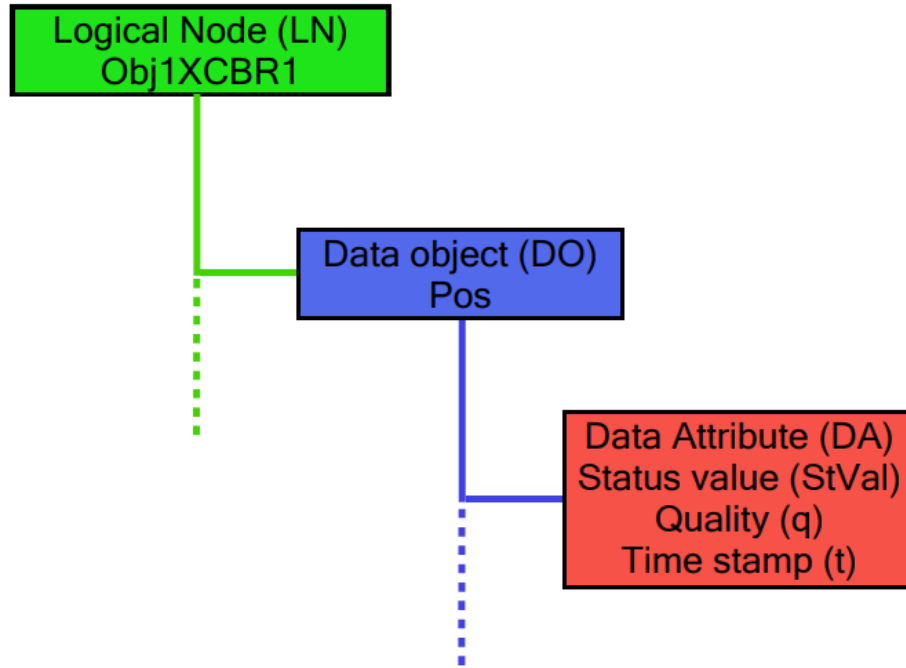 Logical Node (LN)
Obj1XCBR1
Data object (DO)
Pos
Data Attribute (DA)
Status value (StVal)
Quality (q)
Time stamp (t)